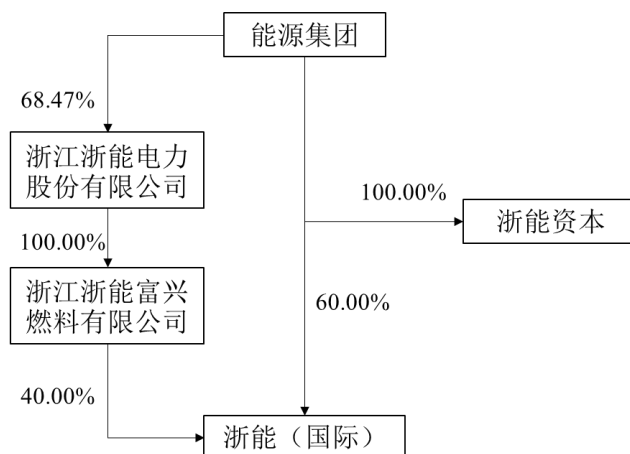 能源集团
68.47%
浙江浙能电力
股份有限公司
100.00%
浙能资本
100.00%
浙江浙能富兴
燃料有限公司
60.00%
40.00%
浙能（国际）